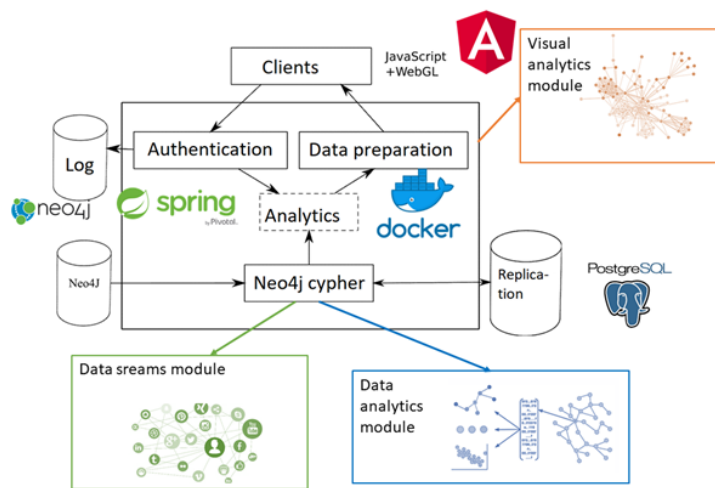 Clients
JavaScript
+WebGL
A
Visual
analytics
module
Log
Authentication
Data preparation
neo4j
spring
by Pivotal.
Analytics
docker
Neo4J
Neo4j cypher
Replica-
tion
PostgreSQL
Data sreams module
Data
analytics
module
You